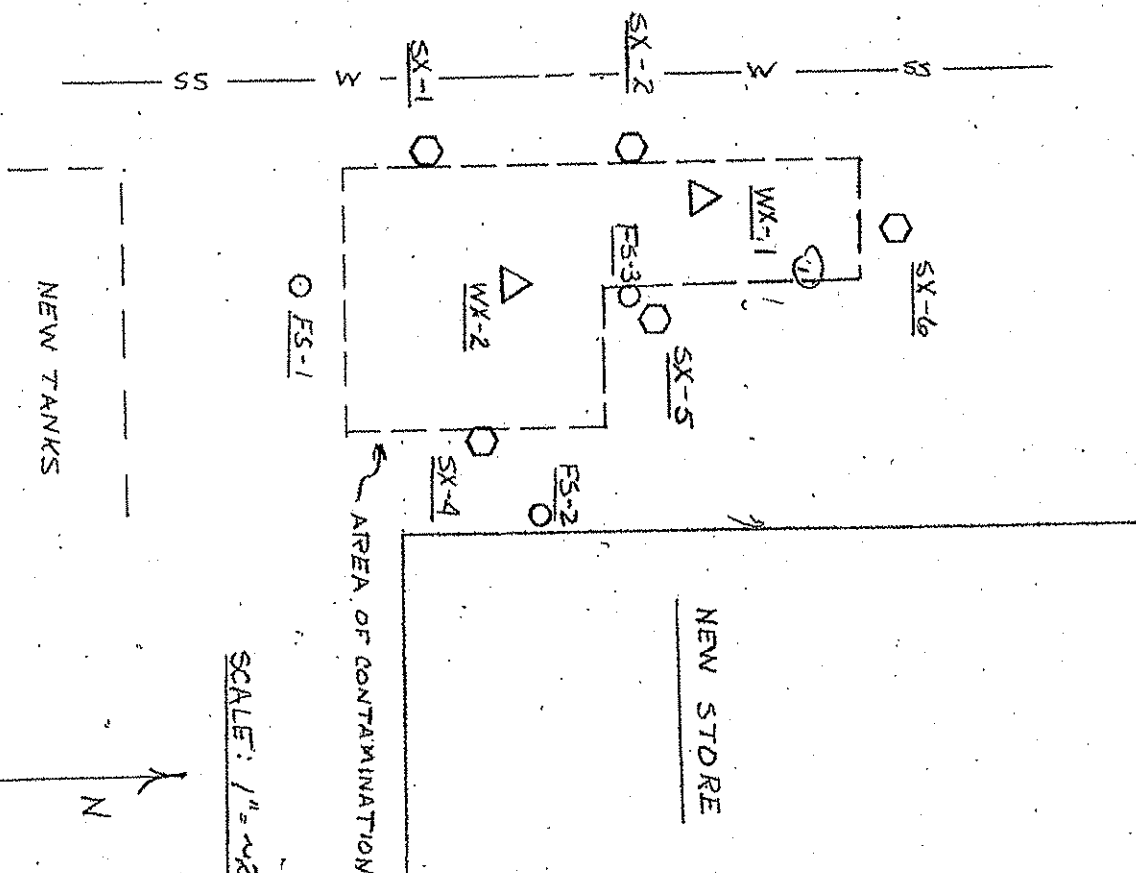 SS W W SS
SX-1
SX-2
WX-1
SX-6
FS-3
WX-2
SX-5
FS-1
SX-4
FS-2
NEW TANKS
AREA OF CONTAMINATION
NEW STORE
SCALE: 1"=~2
N